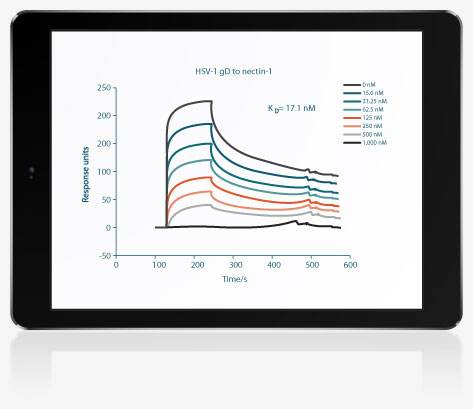 HSV-1 gD to nectin-1
K D= 17.1 nM
0 nM
15.6 nM
31.25 nM
62.5 nM
125 nM
250 nM
500 nM
1,000 nM
Response units
250
200
200
100
50
0
-50
0
100
200
300
400
500
600
Time/s